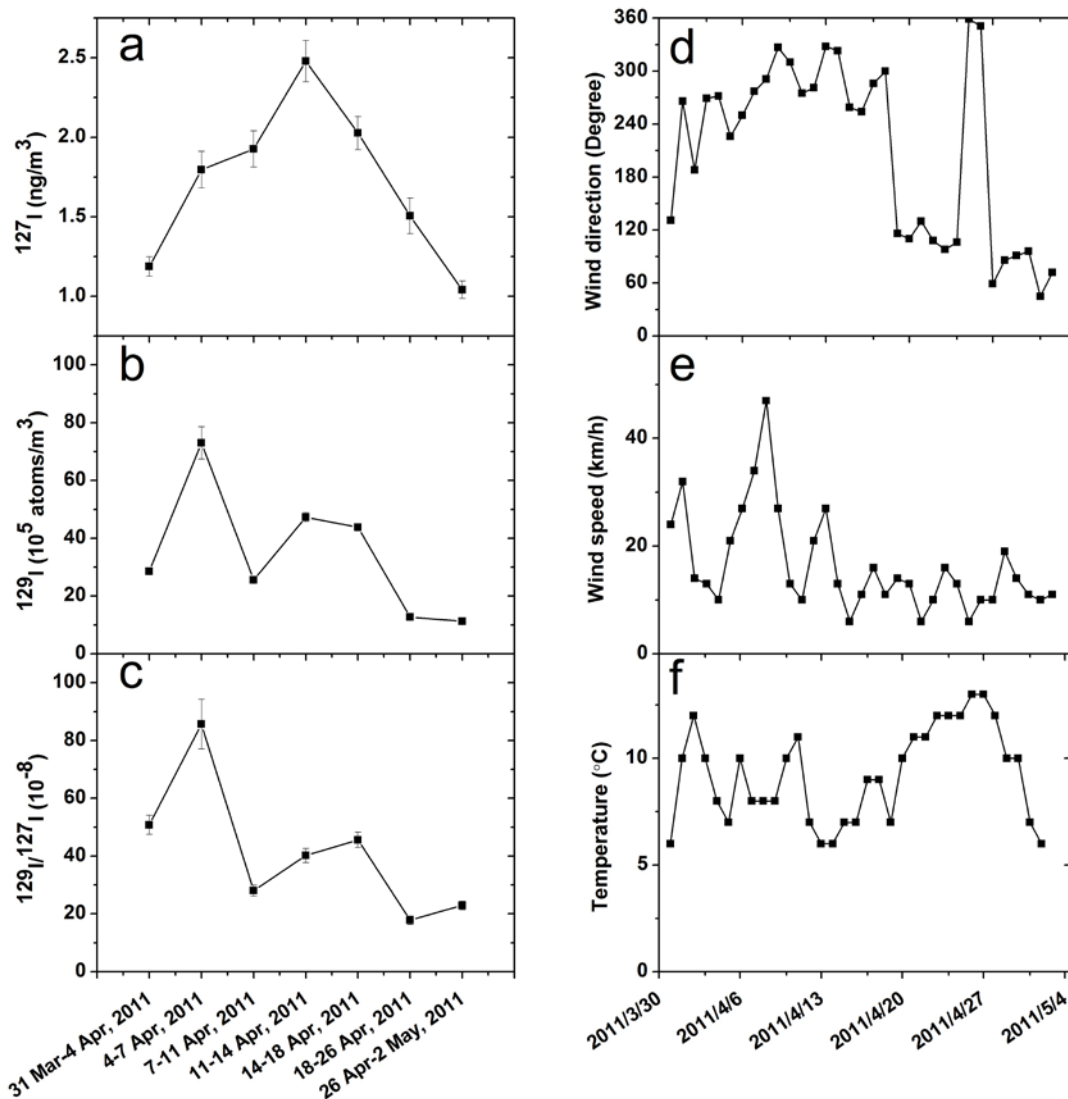 a
2.5
2.0
1.5
1.0
¹²⁷I (ng/m³)
b
100
80
60
40
20
0
¹²⁹I (10⁵ atoms/m³)
c
100
80
60
40
20
0
¹²⁹I/¹²⁷I (10⁻⁸)
31 Mar-4 Apr, 2011
4-7 Apr, 2011
7-11 Apr, 2011
11-14 Apr, 2011
14-18 Apr, 2011
18-26 Apr, 2011
26 Apr-2 May, 2011
d
360
300
240
180
120
60
0
Wind direction (Degree)
e
40
20
0
Wind speed (km/h)
f
10
5
0
Temperature (°C)
2011/3/30
2011/4/6
2011/4/13
2011/4/20
2011/4/27
2011/5/4